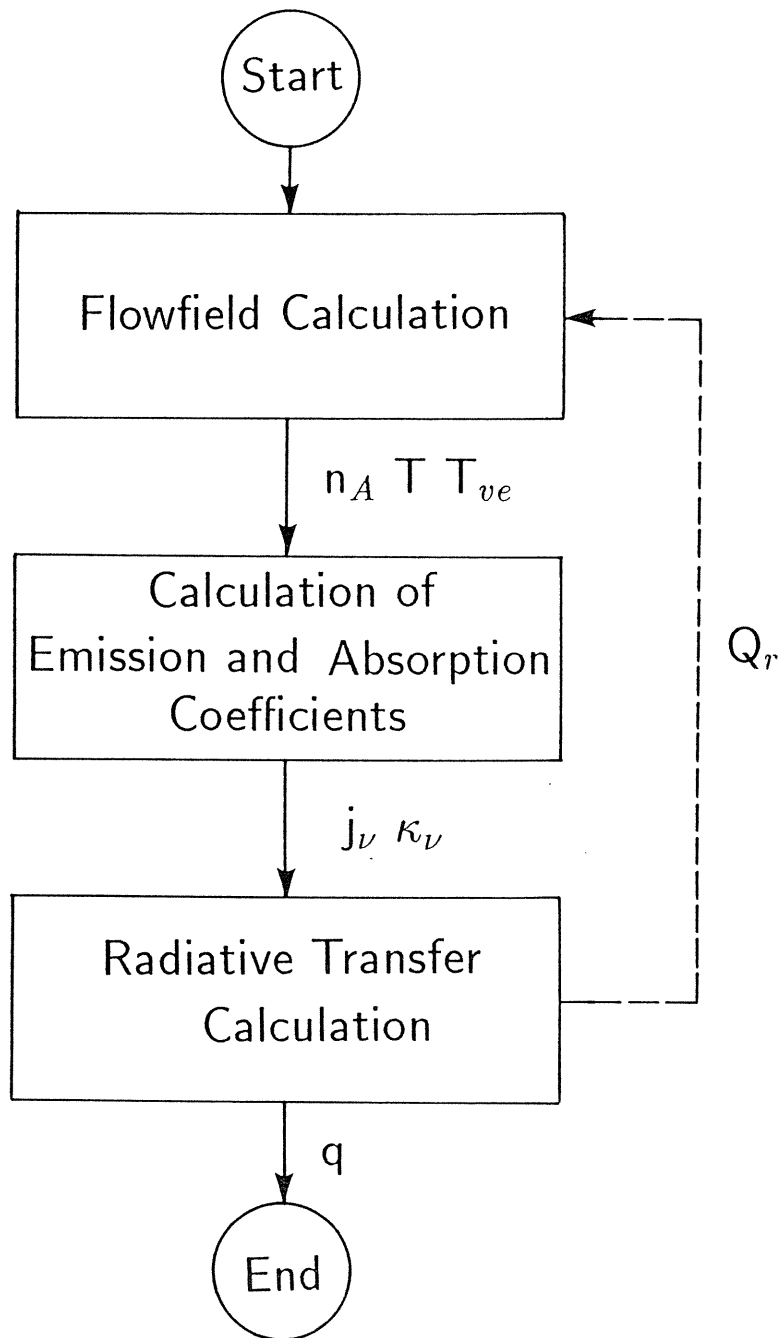 Start
Flowfield Calculation
n_A T T_ve
Calculation of
Emission and Absorption
Coefficients
Q_r
j_ν κ_ν
Radiative Transfer
Calculation
q
End